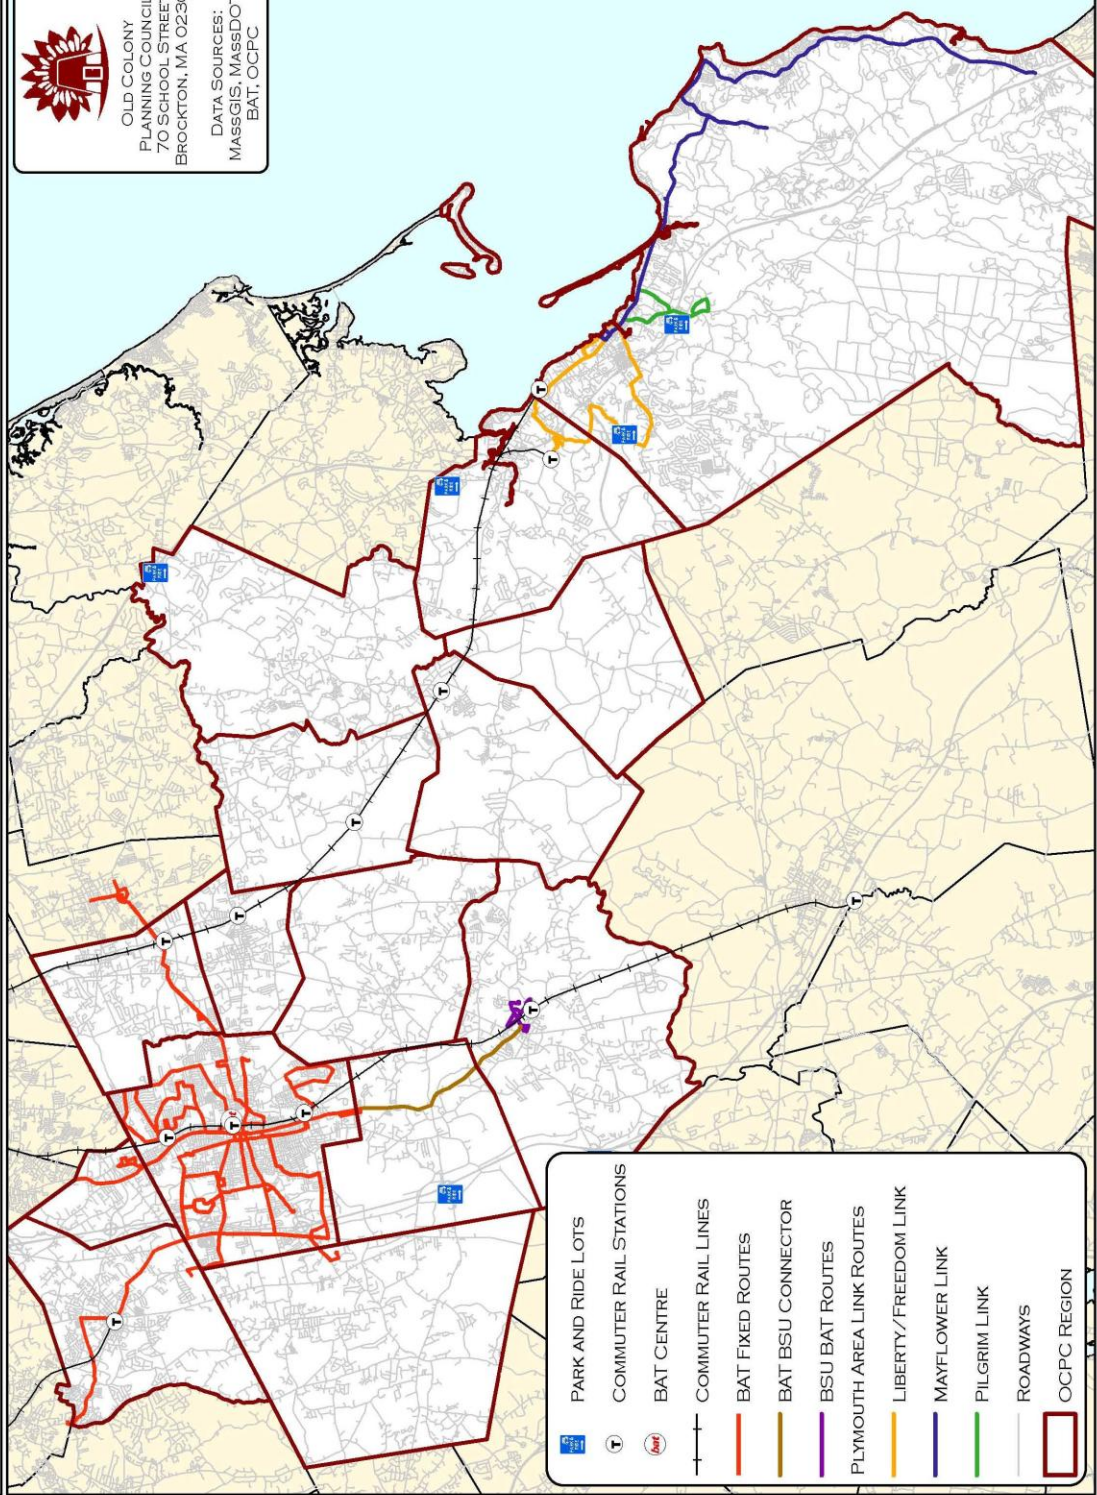 OLD COLONY
PLANNING COUNCIL
70 SCHOOL STREET
BROCKTON, MA 0230
DATA SOURCES:
MASSGIS, MASSDOT
BAT, OCPC
PARK AND RIDE LOTS
COMMUTER RAIL STATIONS
BAT CENTRE
COMMUTER RAIL LINES
BAT FIXED ROUTES
BAT BSU CONNECTOR
BSU BAT ROUTES
PLYMOUTH AREA LINK ROUTES
LIBERTY/FREEDOM LINK
MAYFLOWER LINK
PILGRIM LINK
ROADWAYS
OCPC REGION
T
bat
T
T
T
T
T
T
T
T
T
T
T
T
T